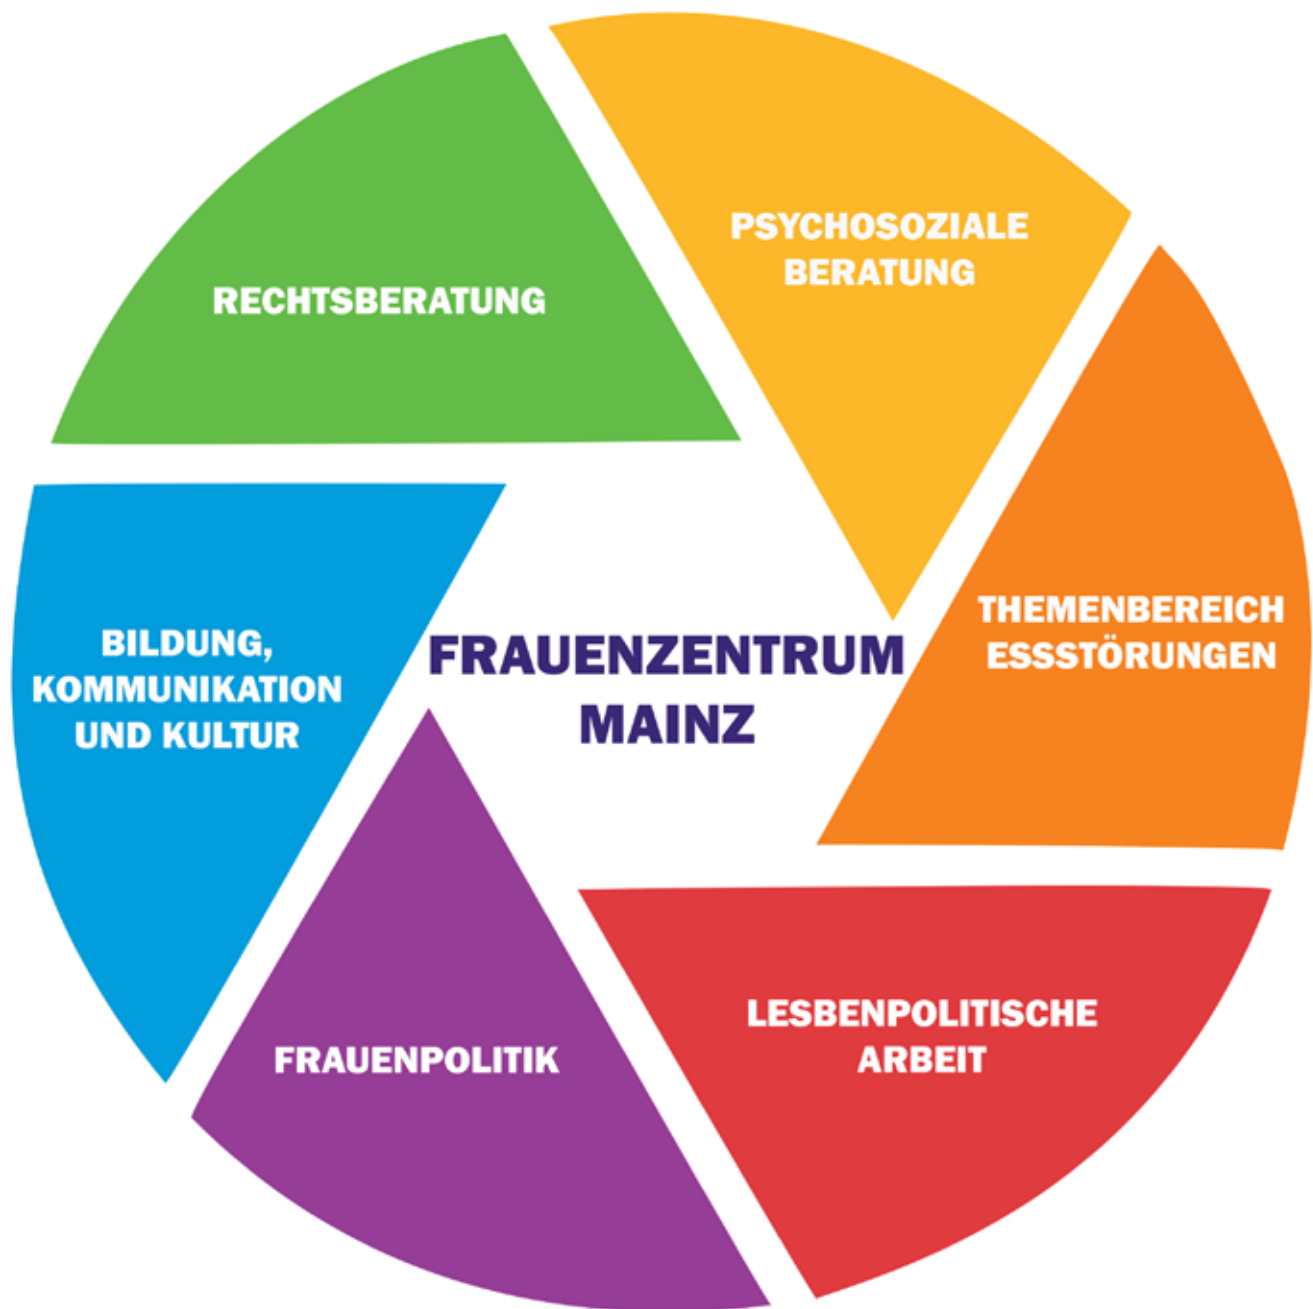 PSYCHOSOZIALE
BERATUNG
RECHTSBERATUNG
THEMENBEREICH
ESSSTÖRUNGEN
BILDUNG,
KOMMUNIKATION
UND KULTUR
FRAUENZENTRUM
MAINZ
LESBENPOLITISCHE
ARBEIT
FRAUENPOLITIK